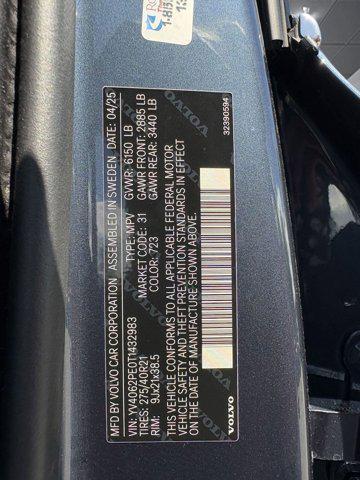 MFD BY VOLVO CAR CORPORATION ASSEMBLED IN SWEDEN DATE: 04/25
GVWR: 6150 LB
GAWR FRONT: 2885 LB
VIN: YV4062PE0T1432983 TYPE: MPV GAWR REAR: 3440 LB
TIRES: 275/40R21 MARKET CODE: 31
RIM: 9Jx21x38.5 COLOR: 723
THIS VEHICLE CONFORMS TO ALL APPLICABLE FEDERAL MOTOR
VEHICLE SAFETY AND THEFT PREVENTION STANDARDS IN EFFECT
ON THE DATE OF MANUFACTURE SHOWN ABOVE.
VOLVO
32390594